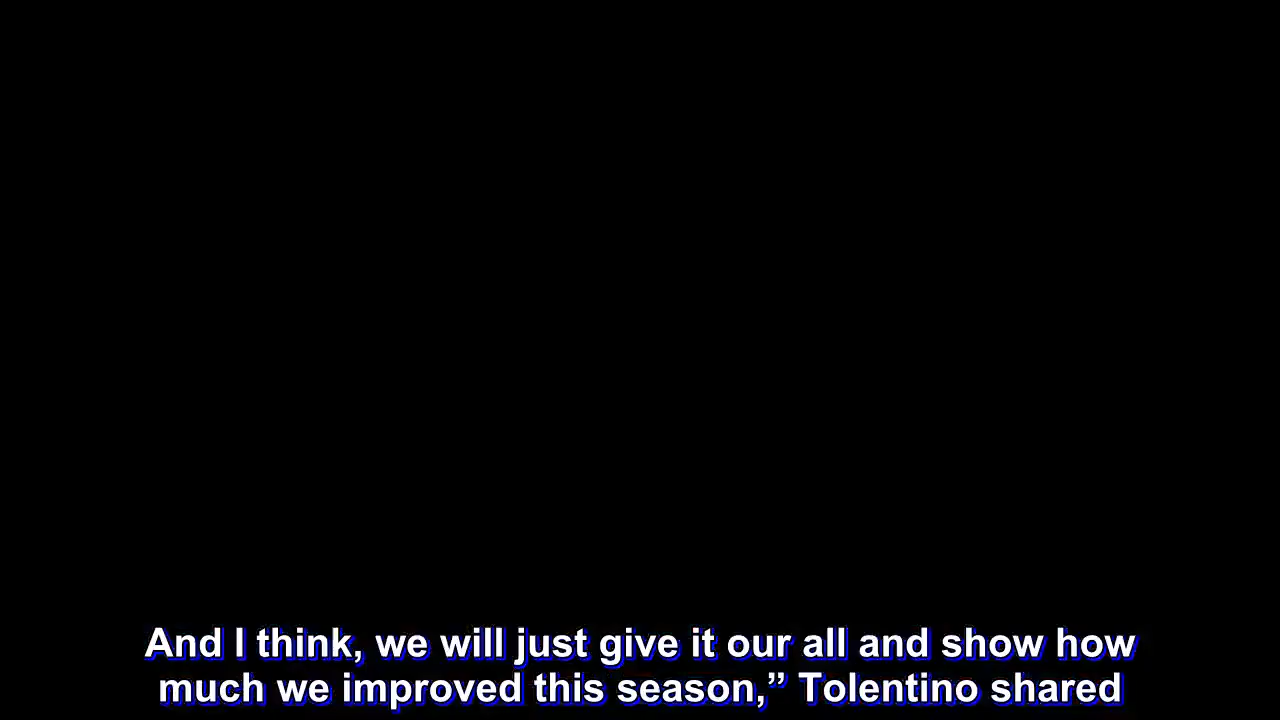 And I think, we will just give it our all and show how
much we improved this season,” Tolentino shared